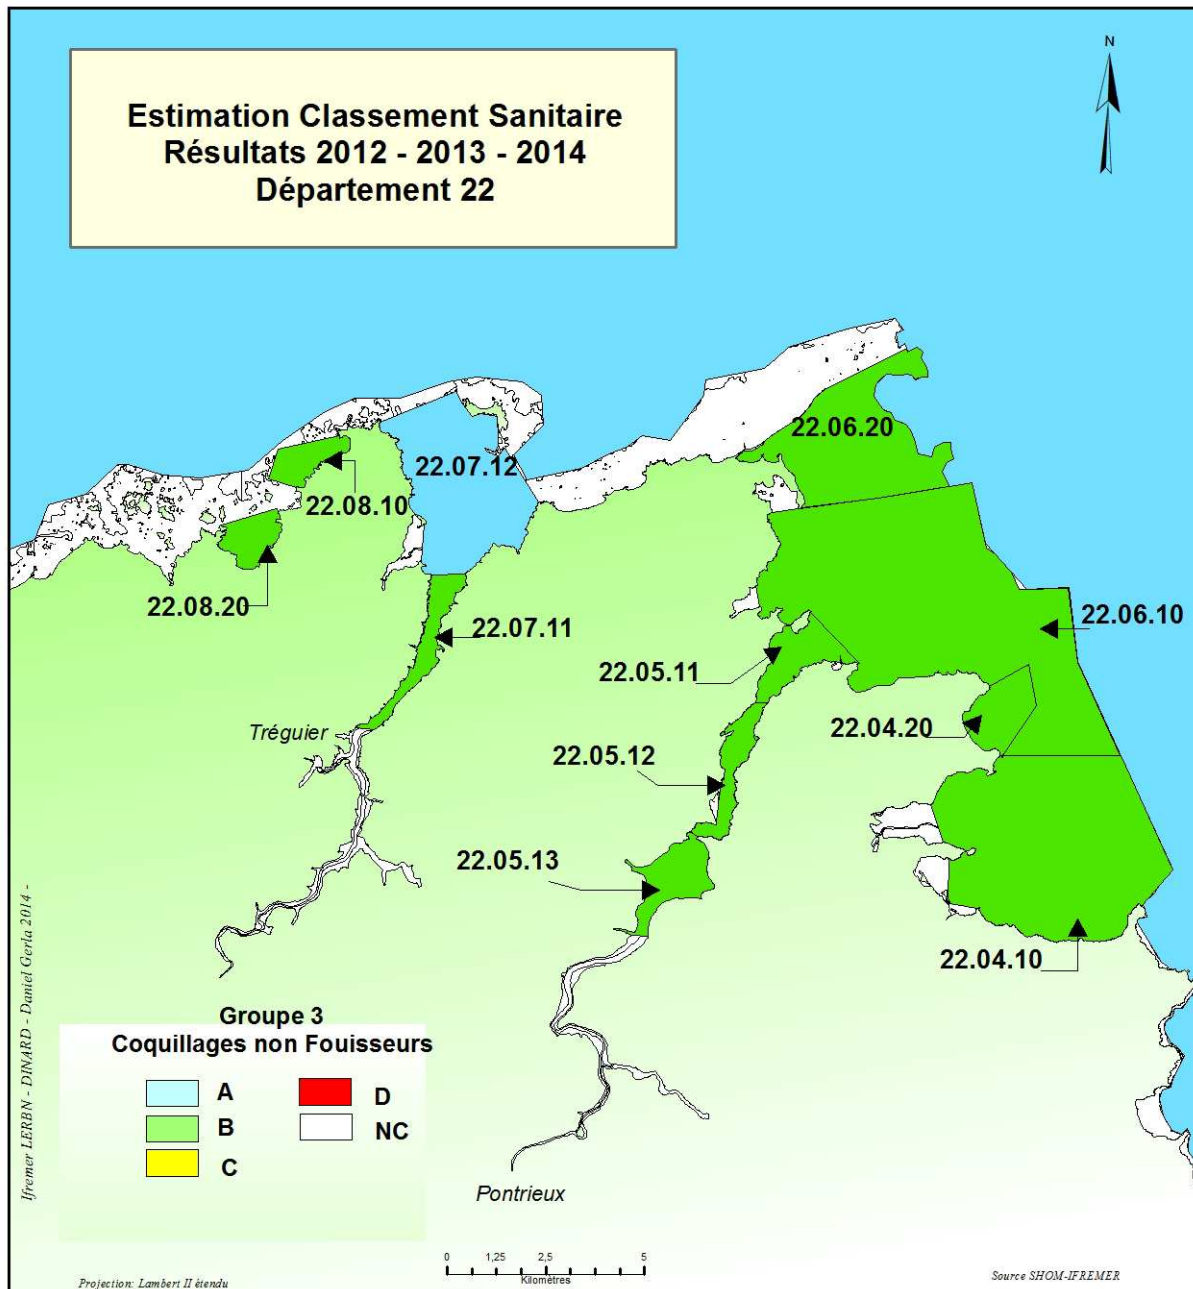 N
Estimation Classement Sanitaire
Résultats 2012 - 2013 - 2014
Département 22
22.06.20
22.07.12
22.08.10
22.08.20
22.07.11
22.06.10
22.05.11
22.04.20
Tréguier
22.05.12
22.05.13
22.04.10
Ifremer LERBN - DINARD - Daniel Gerla 2014 -
Groupe 3
Coquillages non Fouisseurs
A
D
B
NC
C
Pontrieux
0 1,25 2,5 5
Kilomètres
Projection: Lambert II étendu
Source SHOM-IFREMER